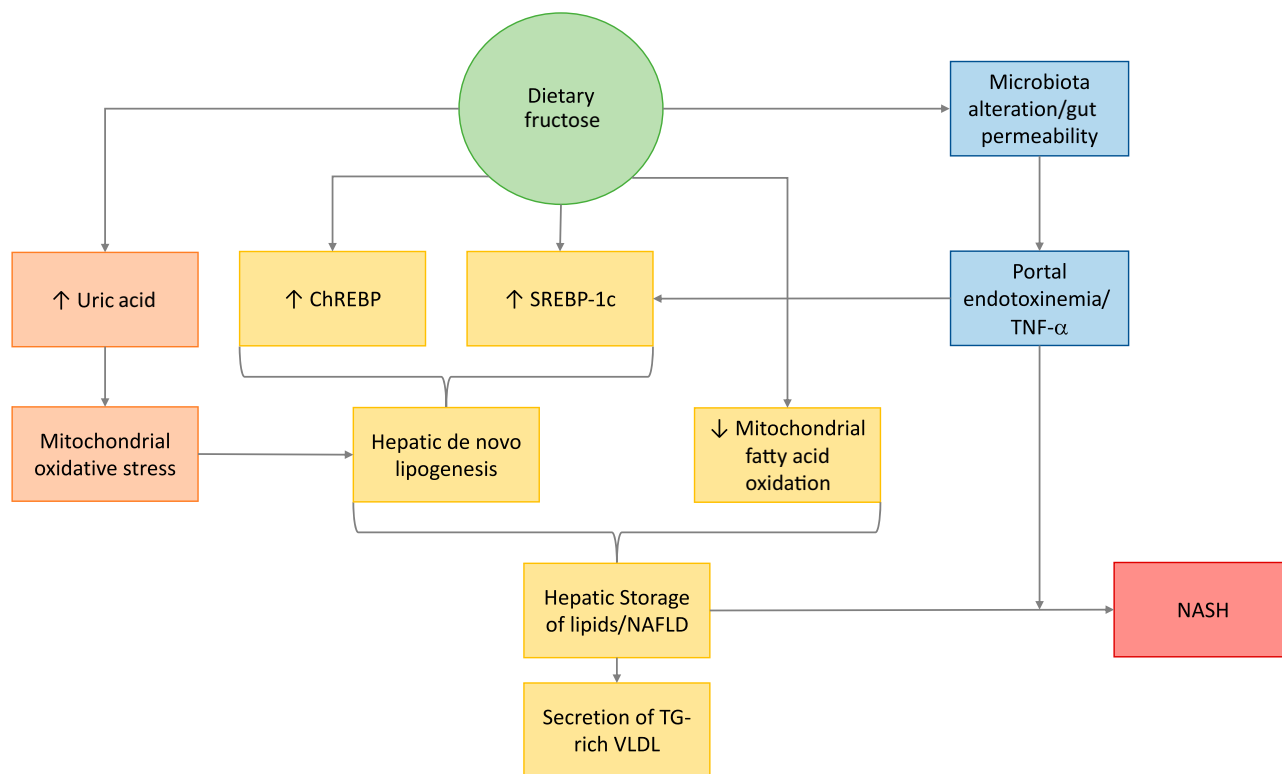 Dietary
fructose
Microbiota
alteration/gut
permeability
↑ Uric acid
↑ ChREBP
↑ SREBP-1c
Portal
endotoxinemia/
TNF-α
Mitochondrial
oxidative stress
Hepatic de novo
lipogenesis
↓ Mitochondrial
fatty acid
oxidation
Hepatic Storage
of lipids/NAFLD
NASH
Secretion of TG-
rich VLDL